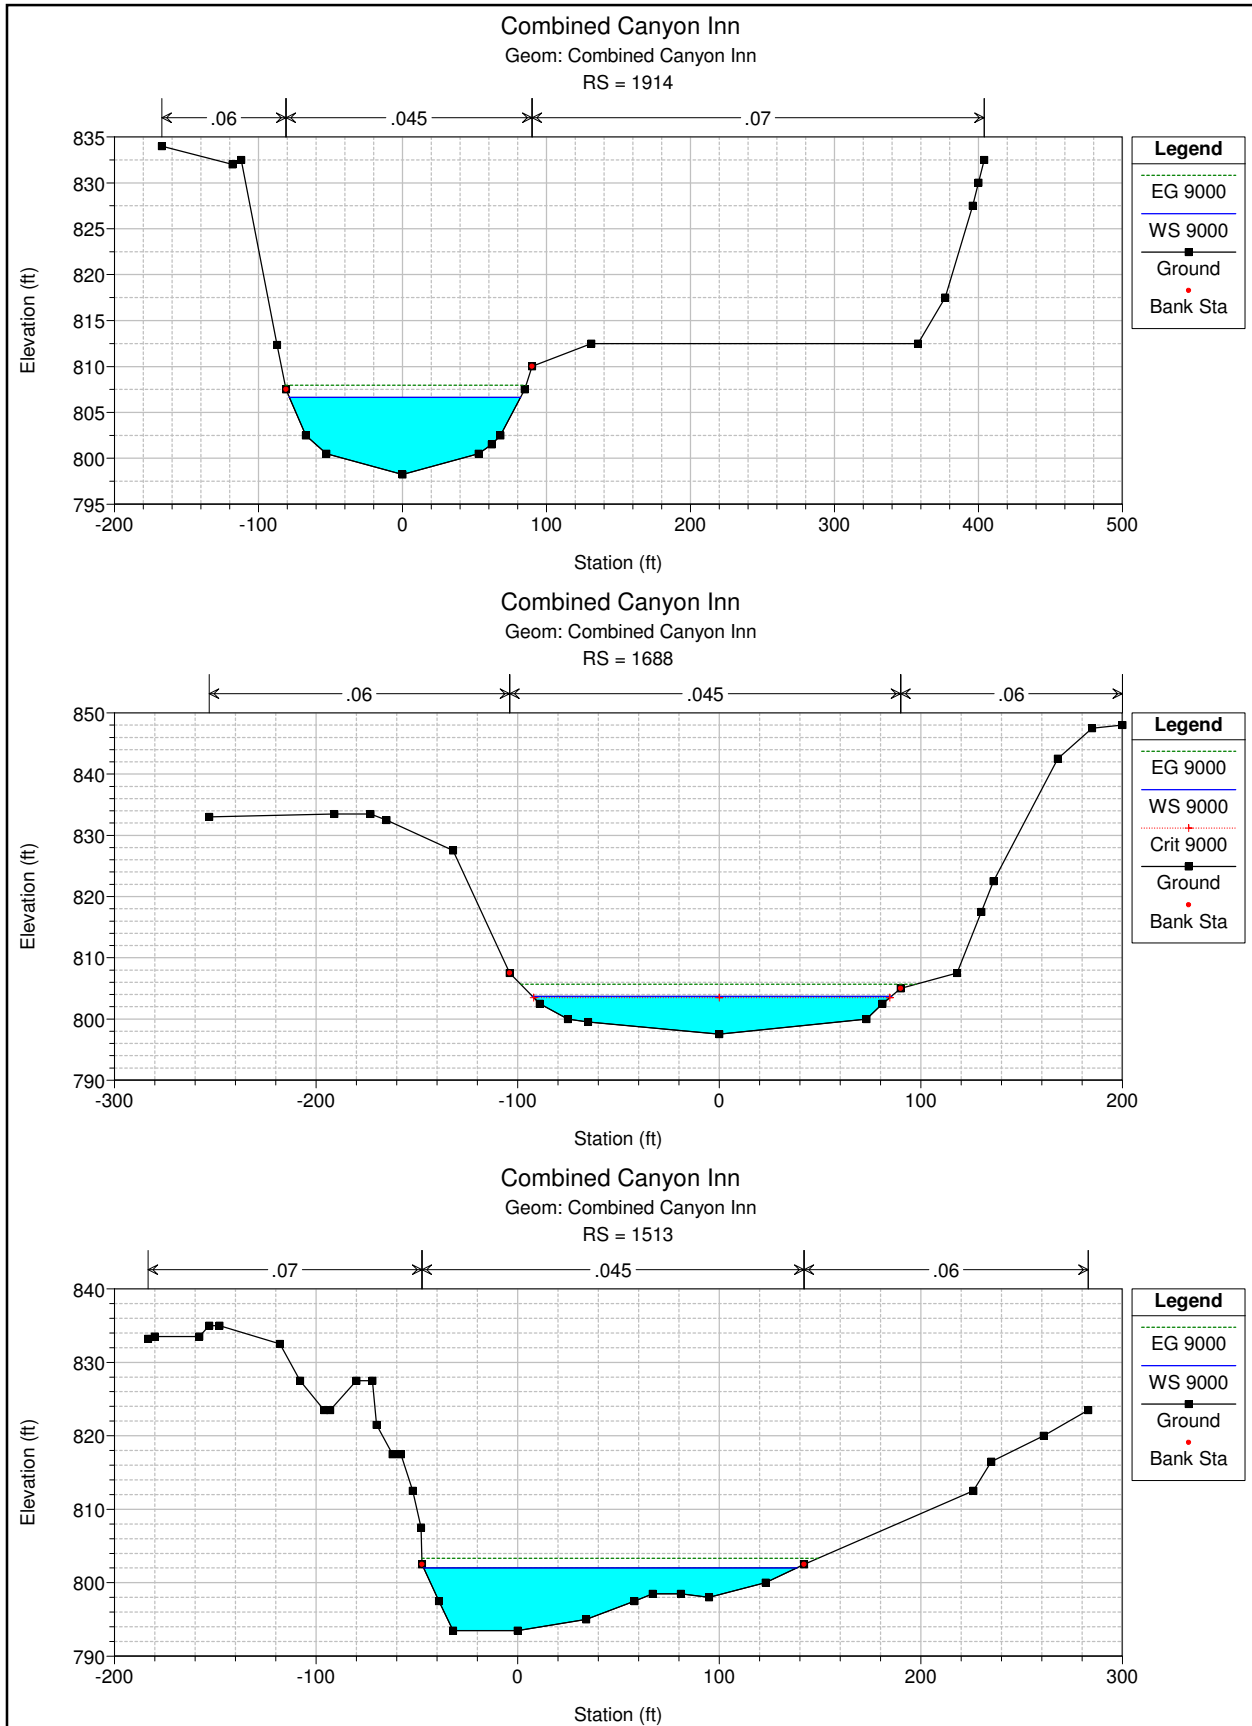 Combined Canyon Inn
Geom: Combined Canyon Inn
RS = 1914
.06 .045 .07
835
830
825
820
815
810
805
800
795
Elevation (ft)
-200 -100 0 100 200 300 400 500
Station (ft)
Legend
EG 9000
WS 9000
Ground
Bank Sta
Combined Canyon Inn
Geom: Combined Canyon Inn
RS = 1688
.06 .045 .06
850
840
830
820
810
800
790
Elevation (ft)
-300 -200 -100 0 100 200
Station (ft)
Legend
EG 9000
WS 9000
Crit 9000
Ground
Bank Sta
Combined Canyon Inn
Geom: Combined Canyon Inn
RS = 1513
.07 .045 .06
840
830
820
810
800
790
Elevation (ft)
-200 -100 0 100 200 300
Station (ft)
Legend
EG 9000
WS 9000
Ground
Bank Sta